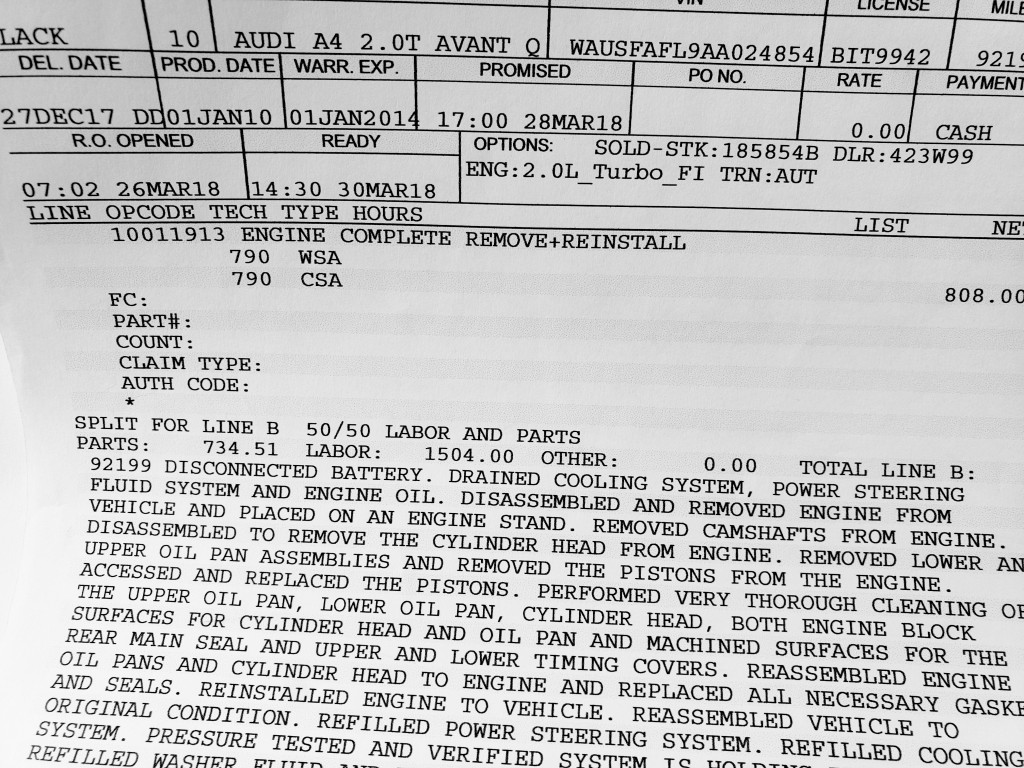 LICENSE MILE
LACK 10 AUDI A4 2.0T AVANT Q WAUSFAFL9AA024854 BIT9942 9219
DEL. DATE PROD. DATE WARR. EXP. PROMISED PO NO. RATE PAYMENT
27DEC17 DD 01JAN10 01JAN2014 17:00 28MAR18 0.00 CASH
R.O. OPENED READY OPTIONS: SOLD-STK:185854B DLR:423W99
ENG:2.0L_Turbo_FI TRN:AUT
07:02 26MAR18 14:30 30MAR18
LINE OPCODE TECH TYPE HOURS LIST NET
10011913 ENGINE COMPLETE REMOVE+REINSTALL
790 WSA
790 CSA 808.00
FC:
PART#:
COUNT:
CLAIM TYPE:
AUTH CODE:
*
SPLIT FOR LINE B 50/50 LABOR AND PARTS
PARTS: 734.51 LABOR: 1504.00 OTHER: 0.00 TOTAL LINE B:
92199 DISCONNECTED BATTERY. DRAINED COOLING SYSTEM, POWER STEERING
FLUID SYSTEM AND ENGINE OIL. DISASSEMBLED AND REMOVED ENGINE FROM
VEHICLE AND PLACED ON AN ENGINE STAND. REMOVED CAMSHAFTS FROM ENGINE.
DISASSEMBLED TO REMOVE THE CYLINDER HEAD FROM ENGINE. REMOVED LOWER AN
UPPER OIL PAN ASSEMBLIES AND REMOVED THE PISTONS FROM THE ENGINE.
ACCESSED AND REPLACED THE PISTONS. PERFORMED VERY THOROUGH CLEANING OF
THE UPPER OIL PAN, LOWER OIL PAN, CYLINDER HEAD, BOTH ENGINE BLOCK
SURFACES FOR CYLINDER HEAD AND OIL PAN AND MACHINED SURFACES FOR THE
REAR MAIN SEAL AND UPPER AND LOWER TIMING COVERS. REASSEMBLED ENGINE
OIL PANS AND CYLINDER HEAD TO ENGINE AND REPLACED ALL NECESSARY GASKE
AND SEALS. REINSTALLED ENGINE TO VEHICLE. REASSEMBLED VEHICLE TO
ORIGINAL CONDITION. REFILLED POWER STEERING SYSTEM. REFILLED COOLING
SYSTEM. PRESSURE TESTED AND VERIFIED SYSTEM IS HOLDING
REFILLED WASHER FLUID AND